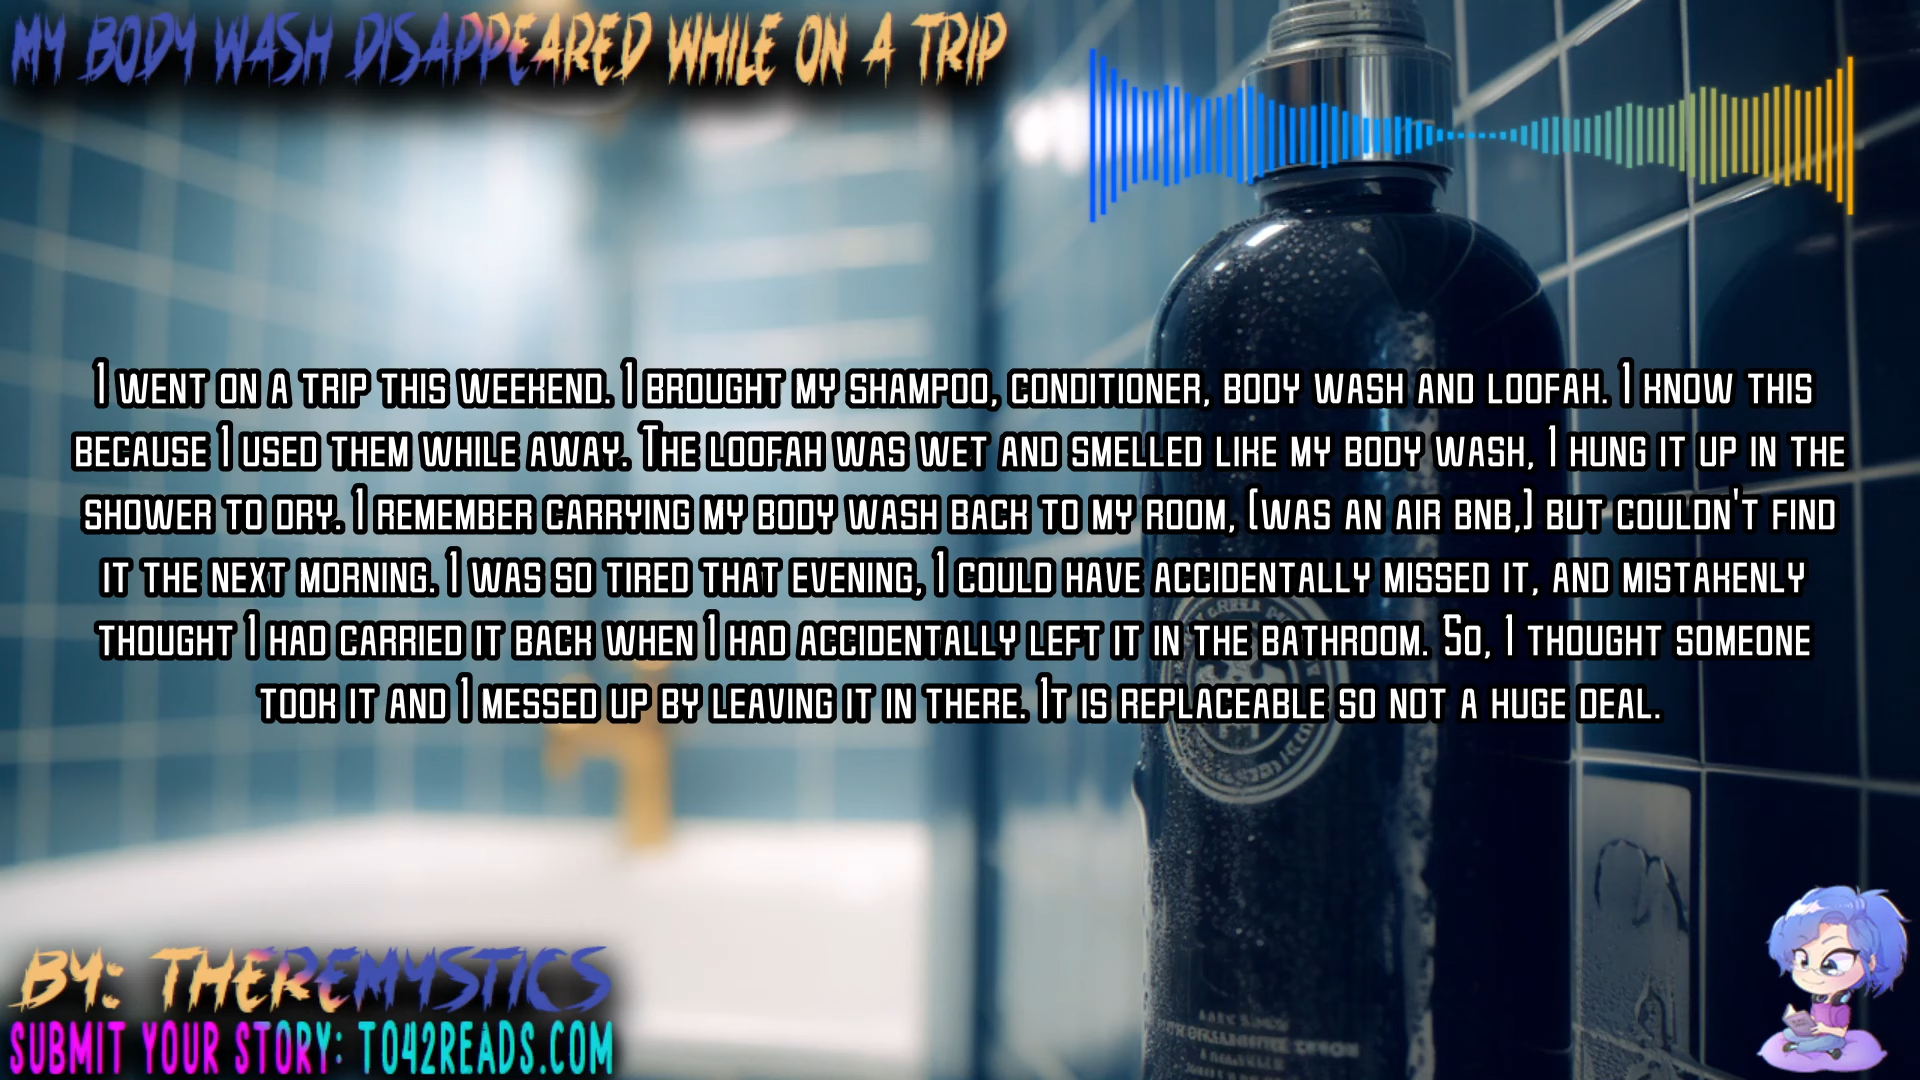 MY BODY WASH DISAPPEARED WHILE ON A TRIP
I WENT ON A TRIP THIS WEEKEND. I BROUGHT MY SHAMPOO, CONDITIONER, BODY WASH AND LOOFAH. I KNOW THIS
BECAUSE I USED THEM WHILE AWAY. THE LOOFAH WAS WET AND SMELLED LIKE MY BODY WASH, I HUNG IT UP IN THE
SHOWER TO DRY. I REMEMBER CARRYING MY BODY WASH BACK TO MY ROOM, (WAS AN AIR BNB,) BUT COULDN'T FIND
IT THE NEXT MORNING. I WAS SO TIRED THAT EVENING, I COULD HAVE ACCIDENTALLY MISSED IT, AND MISTAKENLY
THOUGHT I HAD CARRIED IT BACK WHEN I HAD ACCIDENTALLY LEFT IT IN THE BATHROOM. SO, I THOUGHT SOMEONE
TOOK IT AND I MESSED UP BY LEAVING IT IN THERE. IT IS REPLACEABLE SO NOT A HUGE DEAL.
BY: THEREMYSTICS
SUBMIT YOUR STORY: TO42READS.COM